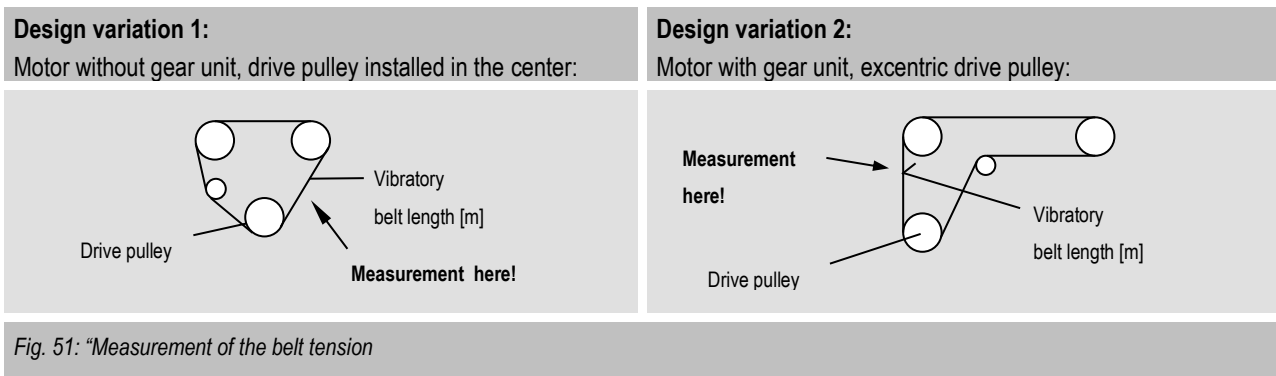 Design variation 1:
Motor without gear unit, drive pulley installed in the center:
Vibratory
belt length [m]
Drive pulley
Measurement here!
Design variation 2:
Motor with gear unit, excentric drive pulley:
Measurement
here!
Vibratory
belt length [m]
Drive pulley
Fig. 51: “Measurement of the belt tension